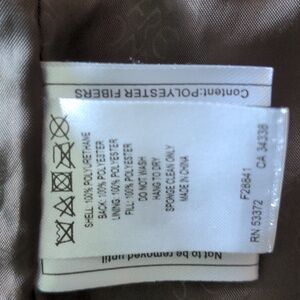 Content:POLYESTER FIBERS
SHELL: 100% POLYURETHANE
BACK: 100% POLYESTER
LINING: 100% POLYESTER
FILL: 100% POLYESTER
DO NOT WASH
HANG TO DRY
SPONGE CLEAN ONLY
MADE IN CHINA
F28841
RN 53372 CA 34338
Not to be removed until